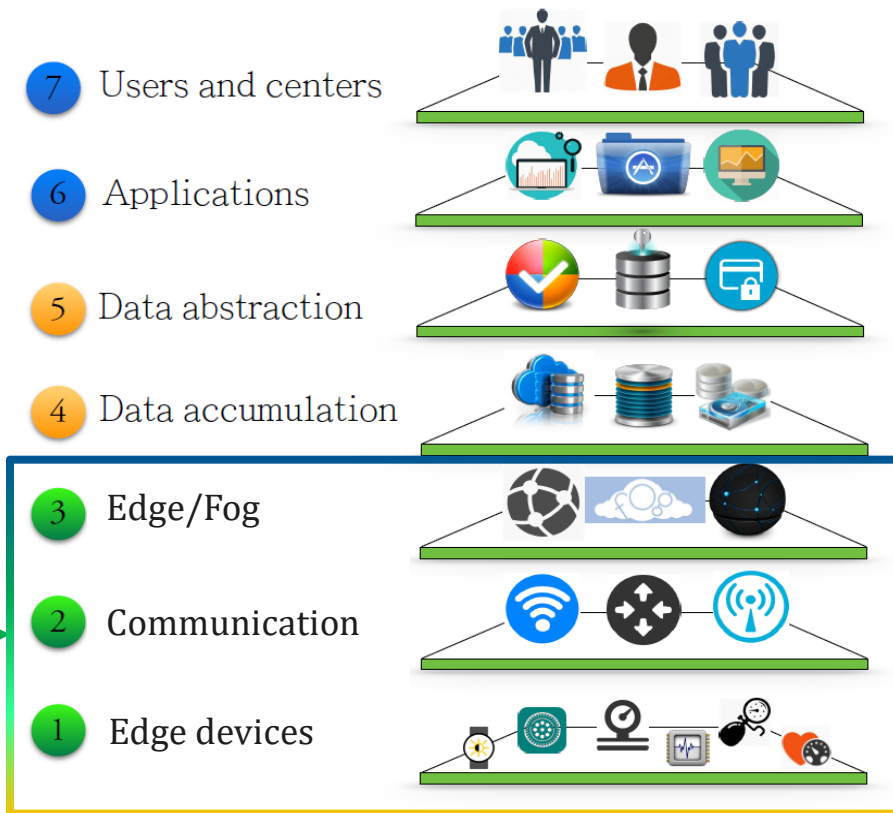 7 Users and centers
6 Applications
5 Data abstraction
4 Data accumulation
3 Edge/Fog
2 Communication
1 Edge devices